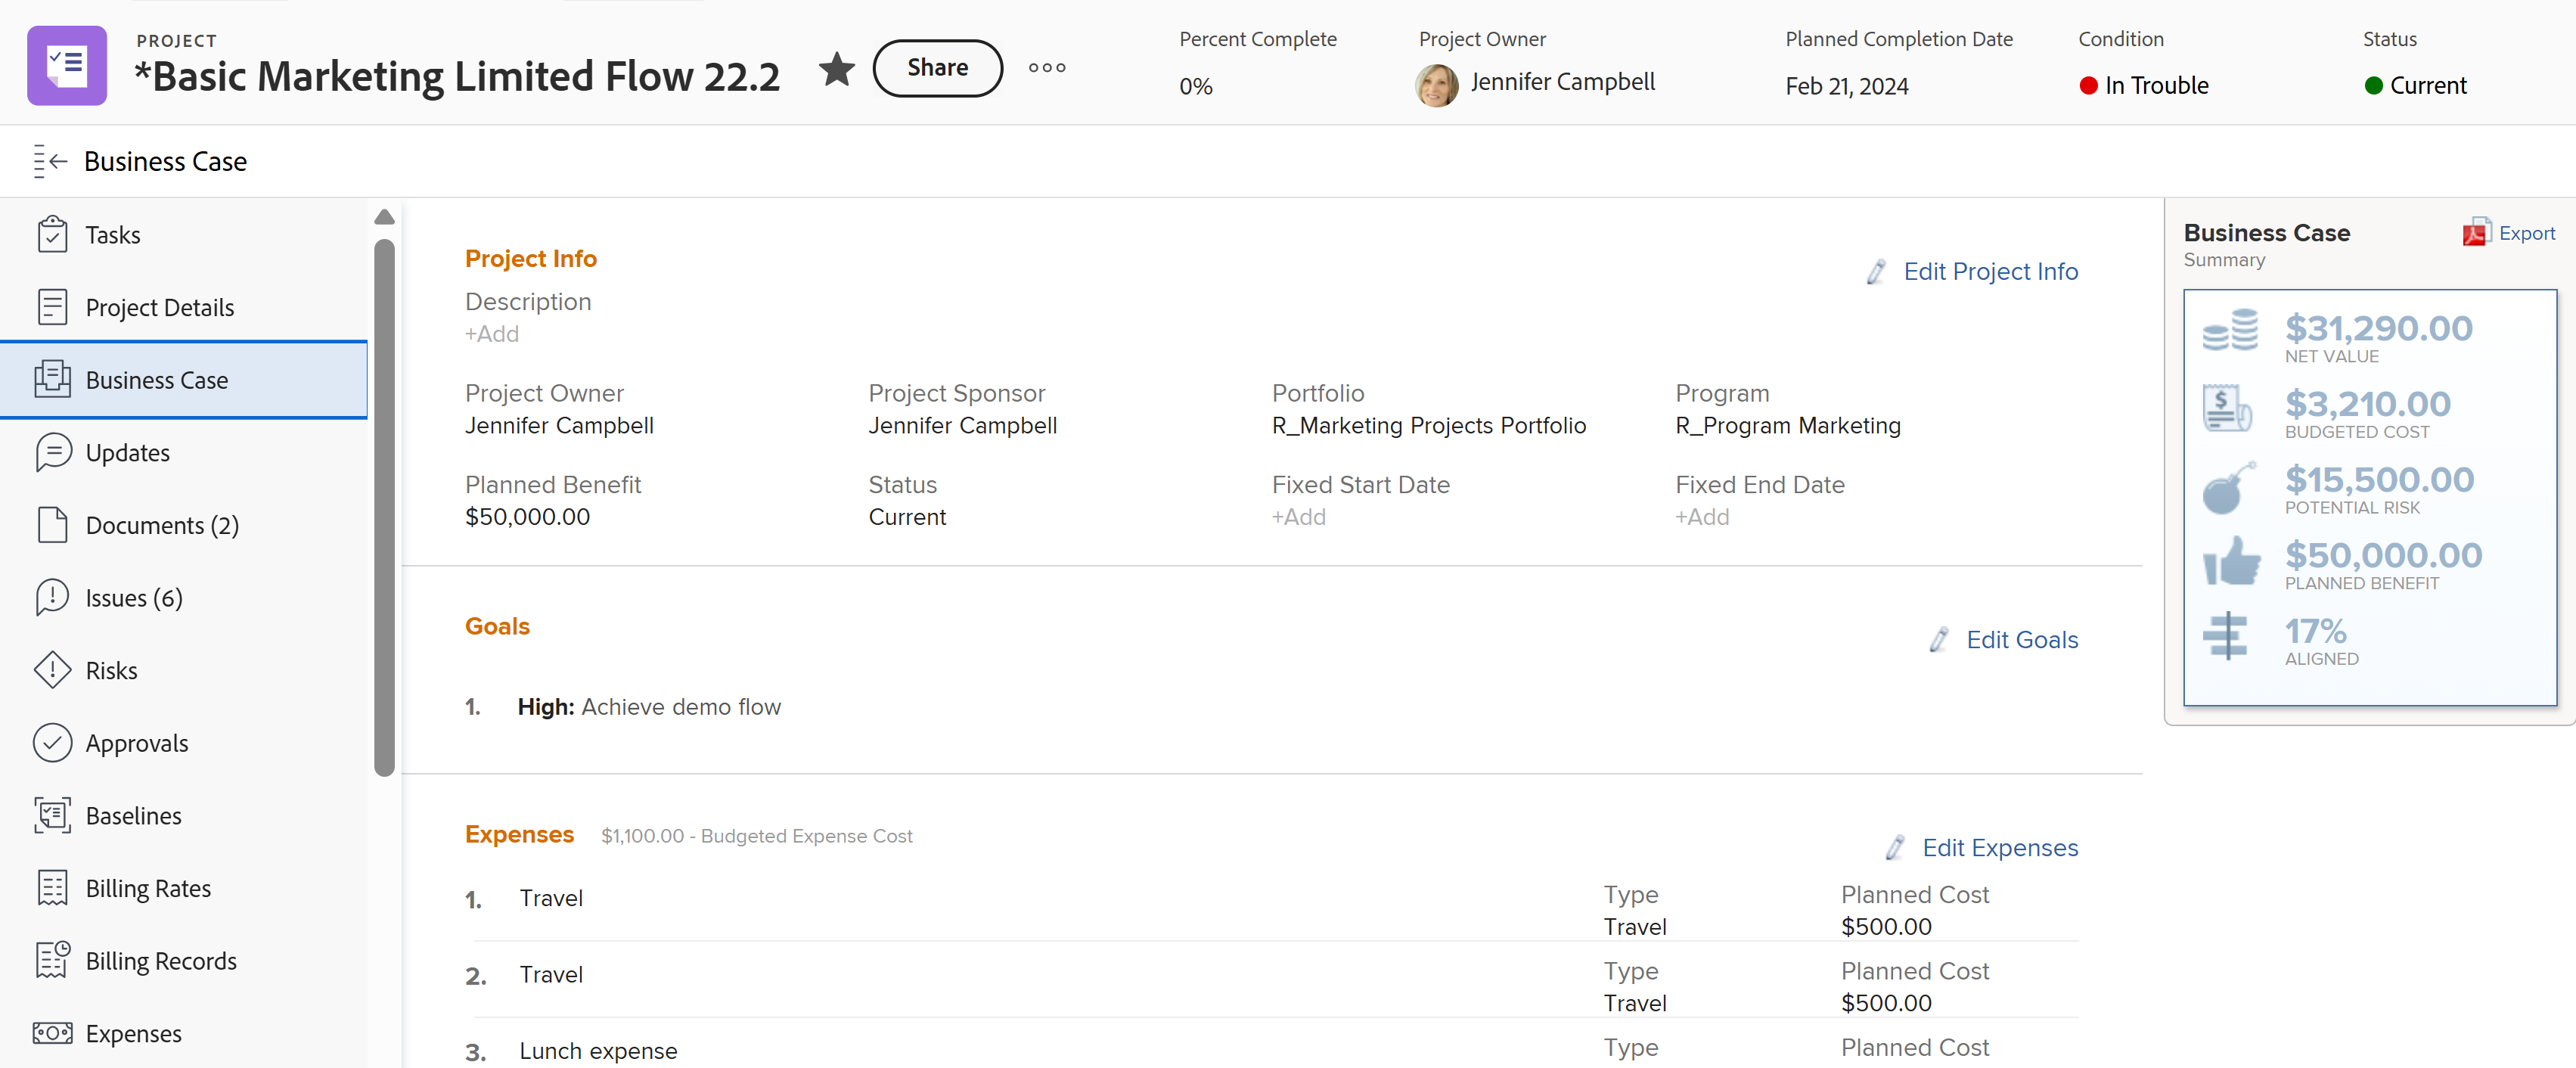 PROJECT
*Basic Marketing Limited Flow 22.2
Share
Percent Complete
0%
Project Owner
Jennifer Campbell
Planned Completion Date
Feb 21, 2024
Condition
In Trouble
Status
Current
Business Case
Tasks
Project Details
Business Case
Updates
Documents (2)
Issues (6)
Risks
Approvals
Baselines
Billing Rates
Billing Records
Expenses
Project Info
Edit Project Info
Description
+Add
Project Owner
Jennifer Campbell
Project Sponsor
Jennifer Campbell
Portfolio
R_Marketing Projects Portfolio
Program
R_Program Marketing
Planned Benefit
$50,000.00
Status
Current
Fixed Start Date
+Add
Fixed End Date
+Add
Goals
Edit Goals
1. High: Achieve demo flow
Expenses $1,100.00 - Budgeted Expense Cost
Edit Expenses
1. Travel
Type
Travel
Planned Cost
$500.00
2. Travel
Type
Travel
Planned Cost
$500.00
3. Lunch expense
Type
Planned Cost
Business Case
Summary
Export
$31,290.00
NET VALUE
$3,210.00
BUDGETED COST
$15,500.00
POTENTIAL RISK
$50,000.00
PLANNED BENEFIT
17%
ALIGNED